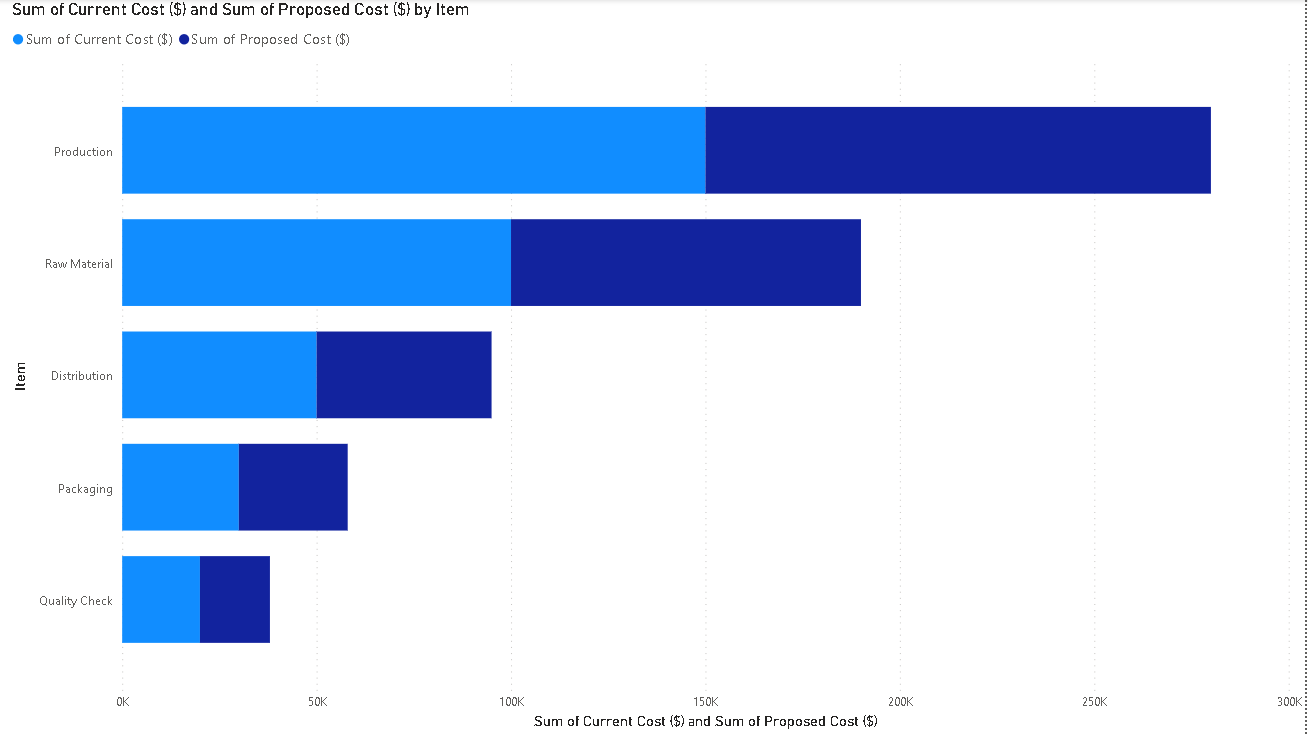 Sum of Current Cost ($) and Sum of Proposed Cost ($) by Item
Sum of Current Cost ($) Sum of Proposed Cost ($)
Production
Raw Material
Distribution
Packaging
Quality Check
Item
0K 50K 100K 150K 200K 250K 300K
Sum of Current Cost ($) and Sum of Proposed Cost ($)